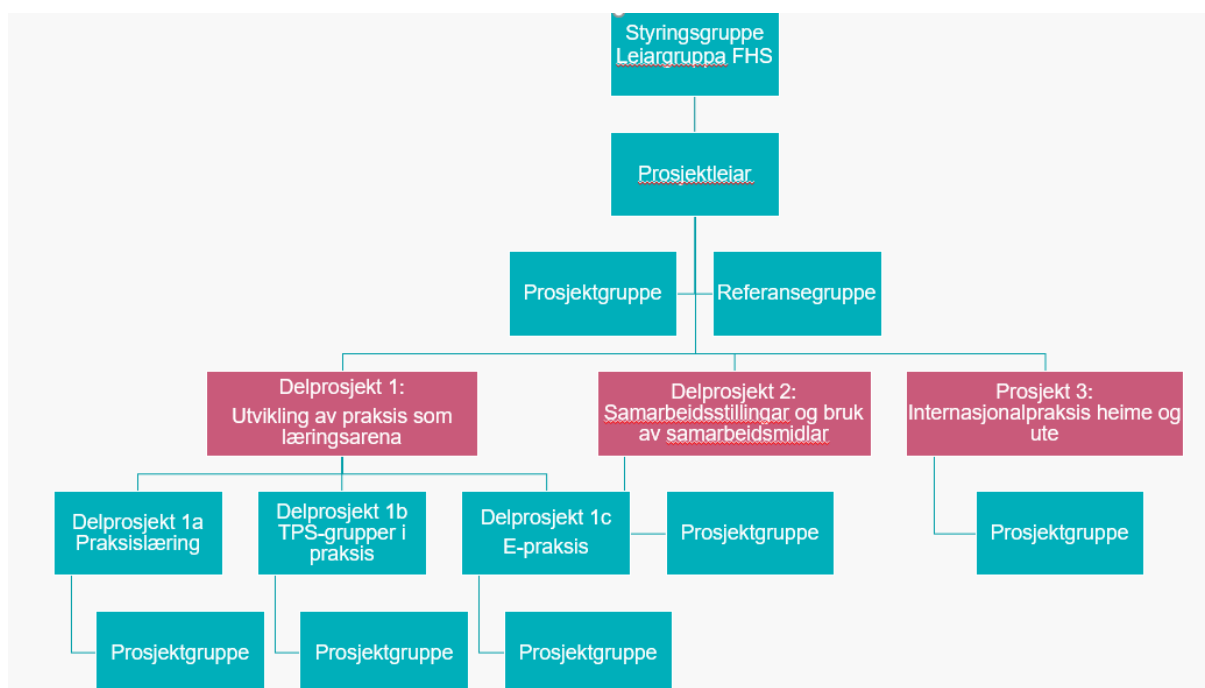 Styringsgruppe
Leiargruppa FHS
Prosjektleiar
Prosjektgruppe
Referansegruppe
Delprosjekt 1:
Utvikling av praksis som
læringsarena
Delprosjekt 2:
Samarbeidsstillingar og bruk
av samarbeidsmidlar
Prosjekt 3:
Internasjonalpraksis heime og
ute
Delprosjekt 1a
Praksislæring
Delprosjekt 1b
TPS-grupper i
praksis
Delprosjekt 1c
E-praksis
Prosjektgruppe
Prosjektgruppe
Prosjektgruppe
Prosjektgruppe
Prosjektgruppe